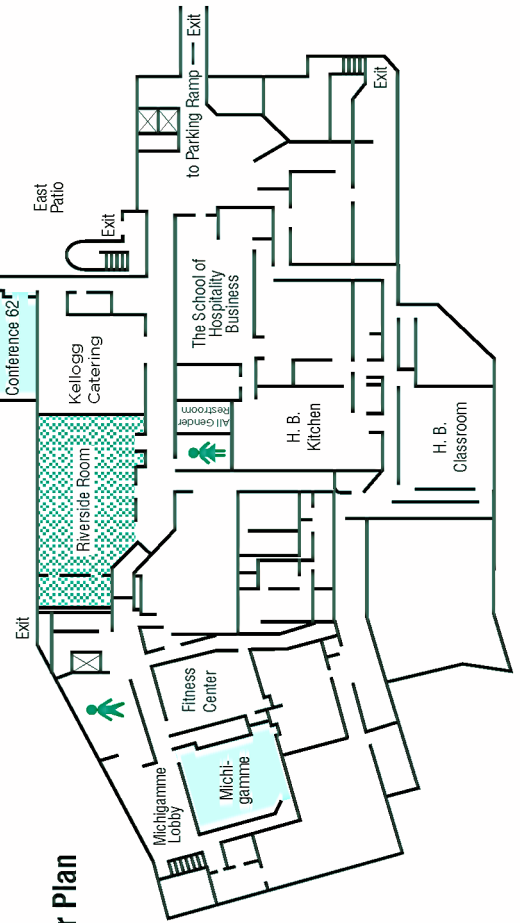 to Parking Ramp — Exit
Exit
East
Patio
Exit
Conference 62
Kellogg
Catering
The School of
Hospitality
Business
All Gender
Restroom
H. B.
Kitchen
H. B.
Classroom
Riverside Room
Exit
Fitness
Center
Michi-
gamme
Michigamme
Lobby
r Plan